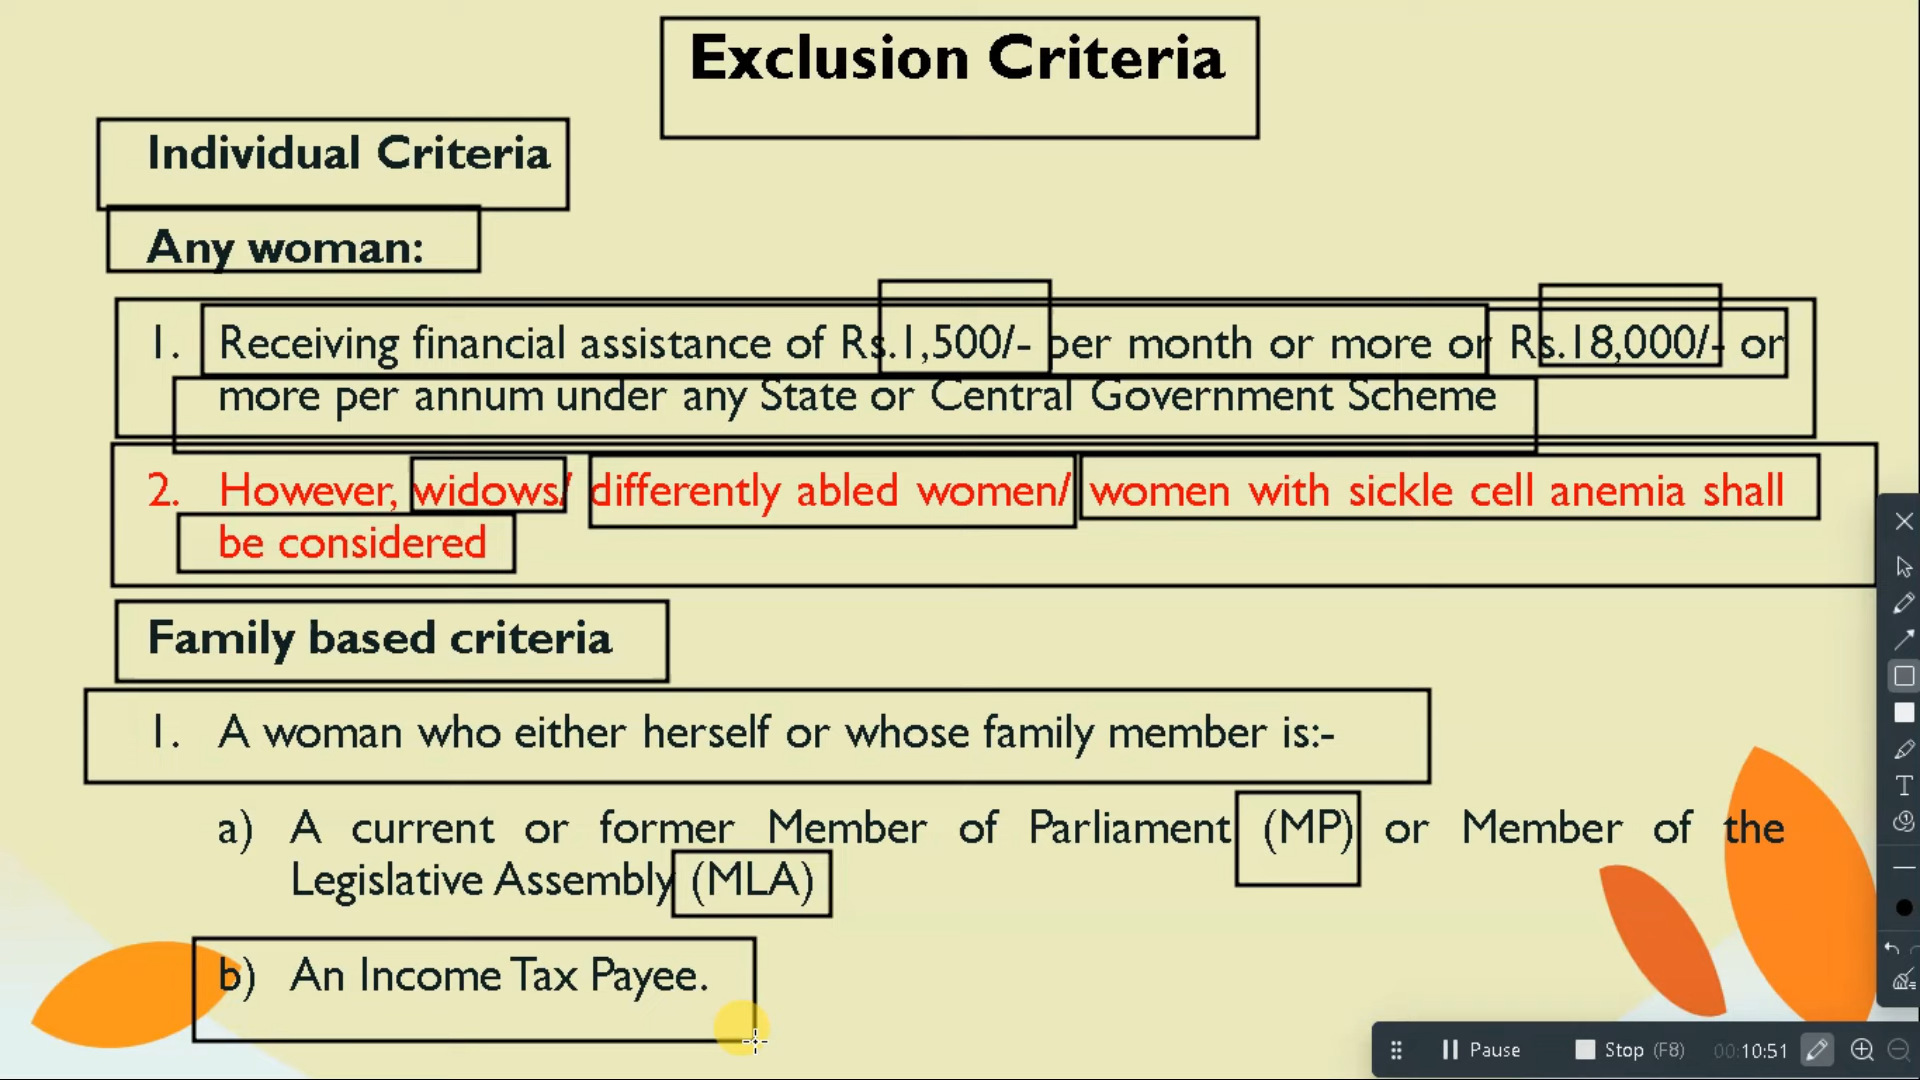 Exclusion Criteria
Individual Criteria
Any woman:
1. Receiving financial assistance of Rs.1,500/- per month or more or Rs.18,000/- or
more per annum under any State or Central Government Scheme
2. However, widows/ differently abled women/ women with sickle cell anemia shall
be considered
Family based criteria
1. A woman who either herself or whose family member is:-
a) A current or former Member of Parliament (MP) or Member of the
Legislative Assembly (MLA)
b) An Income Tax Payee.
Pause Stop (F8) 00:10:51